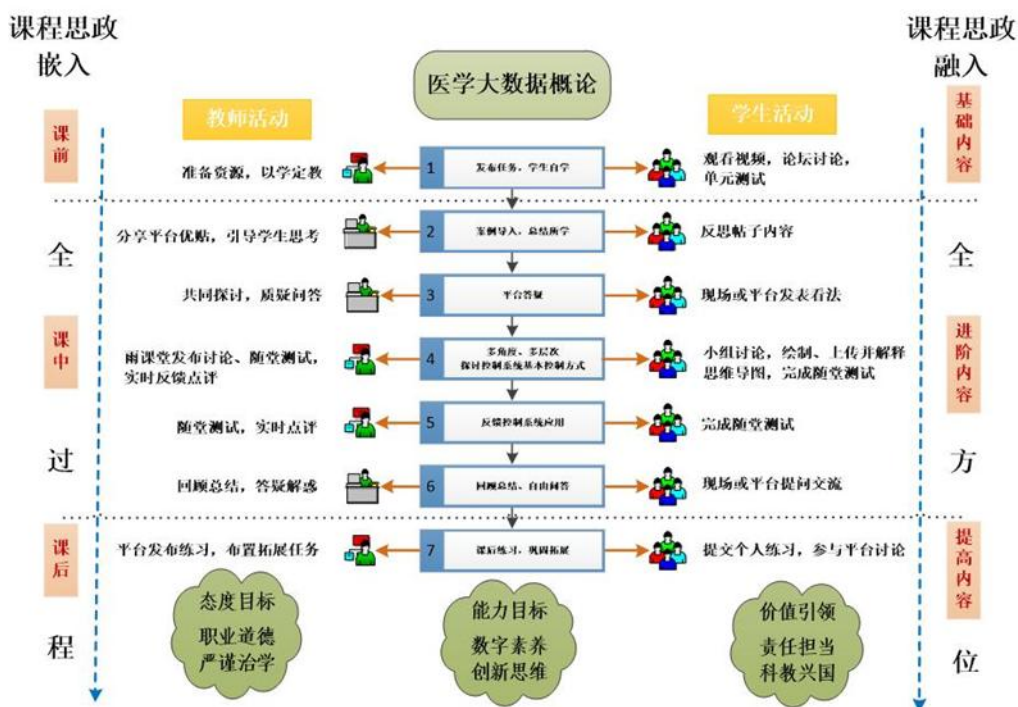 课程思政
嵌入
医学大数据概论
课程思政
融入
教师活动
学生活动
课前
基础内容
准备资源，以学定教
1
发布任务，学生自学
观看视频，论坛讨论，
单元测试
全
分享平台优贴，引导学生思考
2
案例导入，总结所学
反思帖子内容
全
共同探讨，质疑问答
3
平台答疑
现场或平台发表看法
课中
雨课堂发布讨论、随堂测试，
实时反馈点评
4
多角度、多层次
探讨控制系统基本控制方式
小组讨论，绘制、上传并解释
思维导图，完成随堂测试
进阶内容
随堂测试，实时点评
5
反馈控制系统应用
完成随堂测试
过
回顾总结，答疑解惑
6
回顾总结、自由问答
现场或平台提问交流
方
课后
平台发布练习，布置拓展任务
7
课后练习，巩固拓展
提交个人练习，参与平台讨论
提高内容
程
态度目标
职业道德
严谨治学
能力目标
数字素养
创新思维
价值引领
责任担当
科教兴国
位